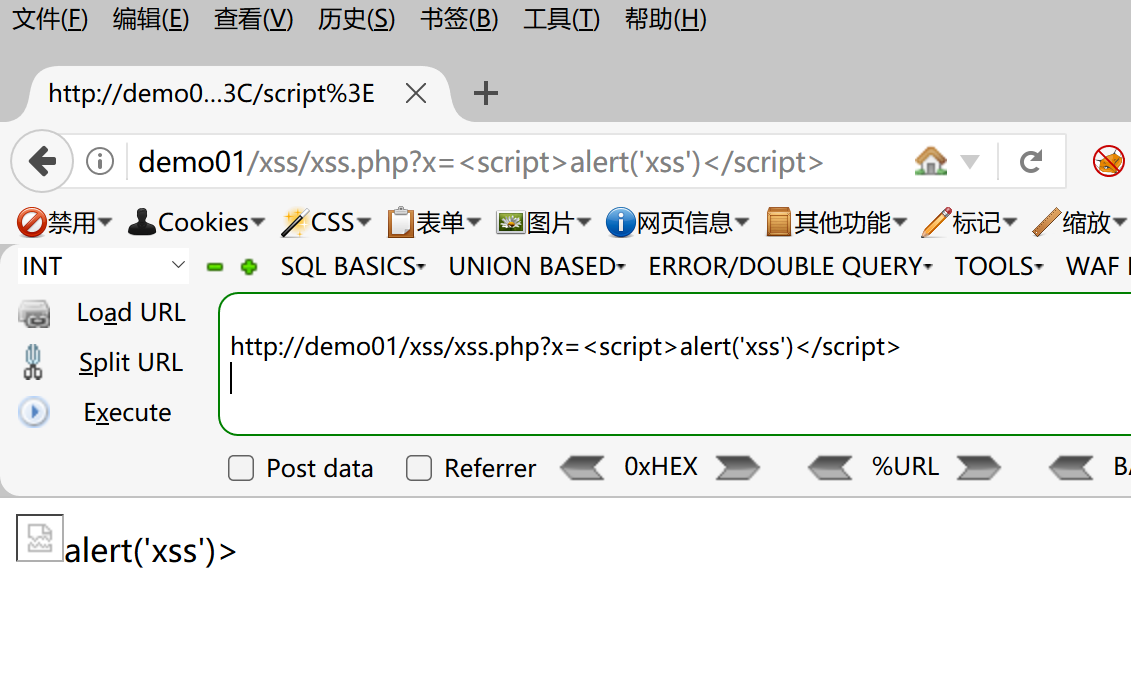 文件(F) 编辑(E) 查看(V) 历史(S) 书签(B) 工具(T) 帮助(H)
http://demo0...3C/script%3E
demo01/xss/xss.php?x=<script>alert('xss')</script>
禁用 Cookies CSS 表单 图片 网页信息 其他功能 标记 缩放
INT SQL BASICS UNION BASED ERROR/DOUBLE QUERY TOOLS WAF
Load URL
http://demo01/xss/xss.php?x=<script>alert('xss')</script>
Split URL
Execute
Post data Referrer 0xHEX %URL
alert('xss')>